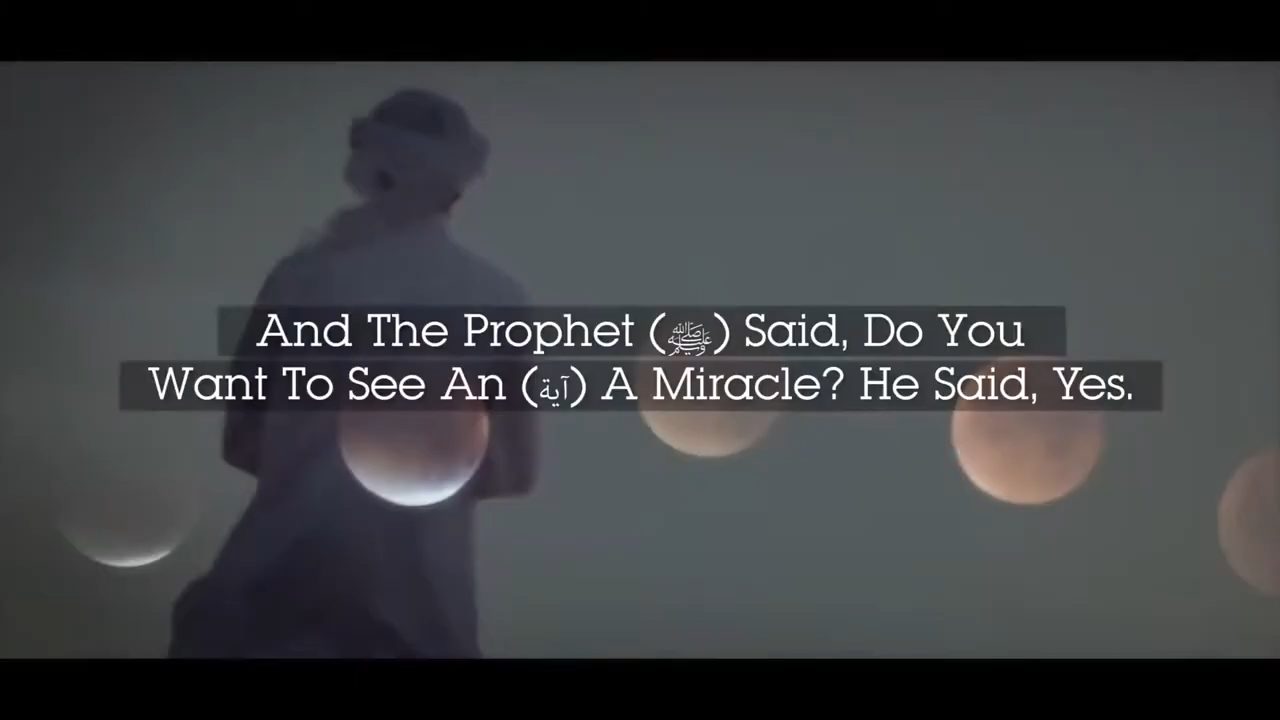 And The Prophet (ﷺ) Said, Do You
Want To See An (آية) A Miracle? He Said, Yes.